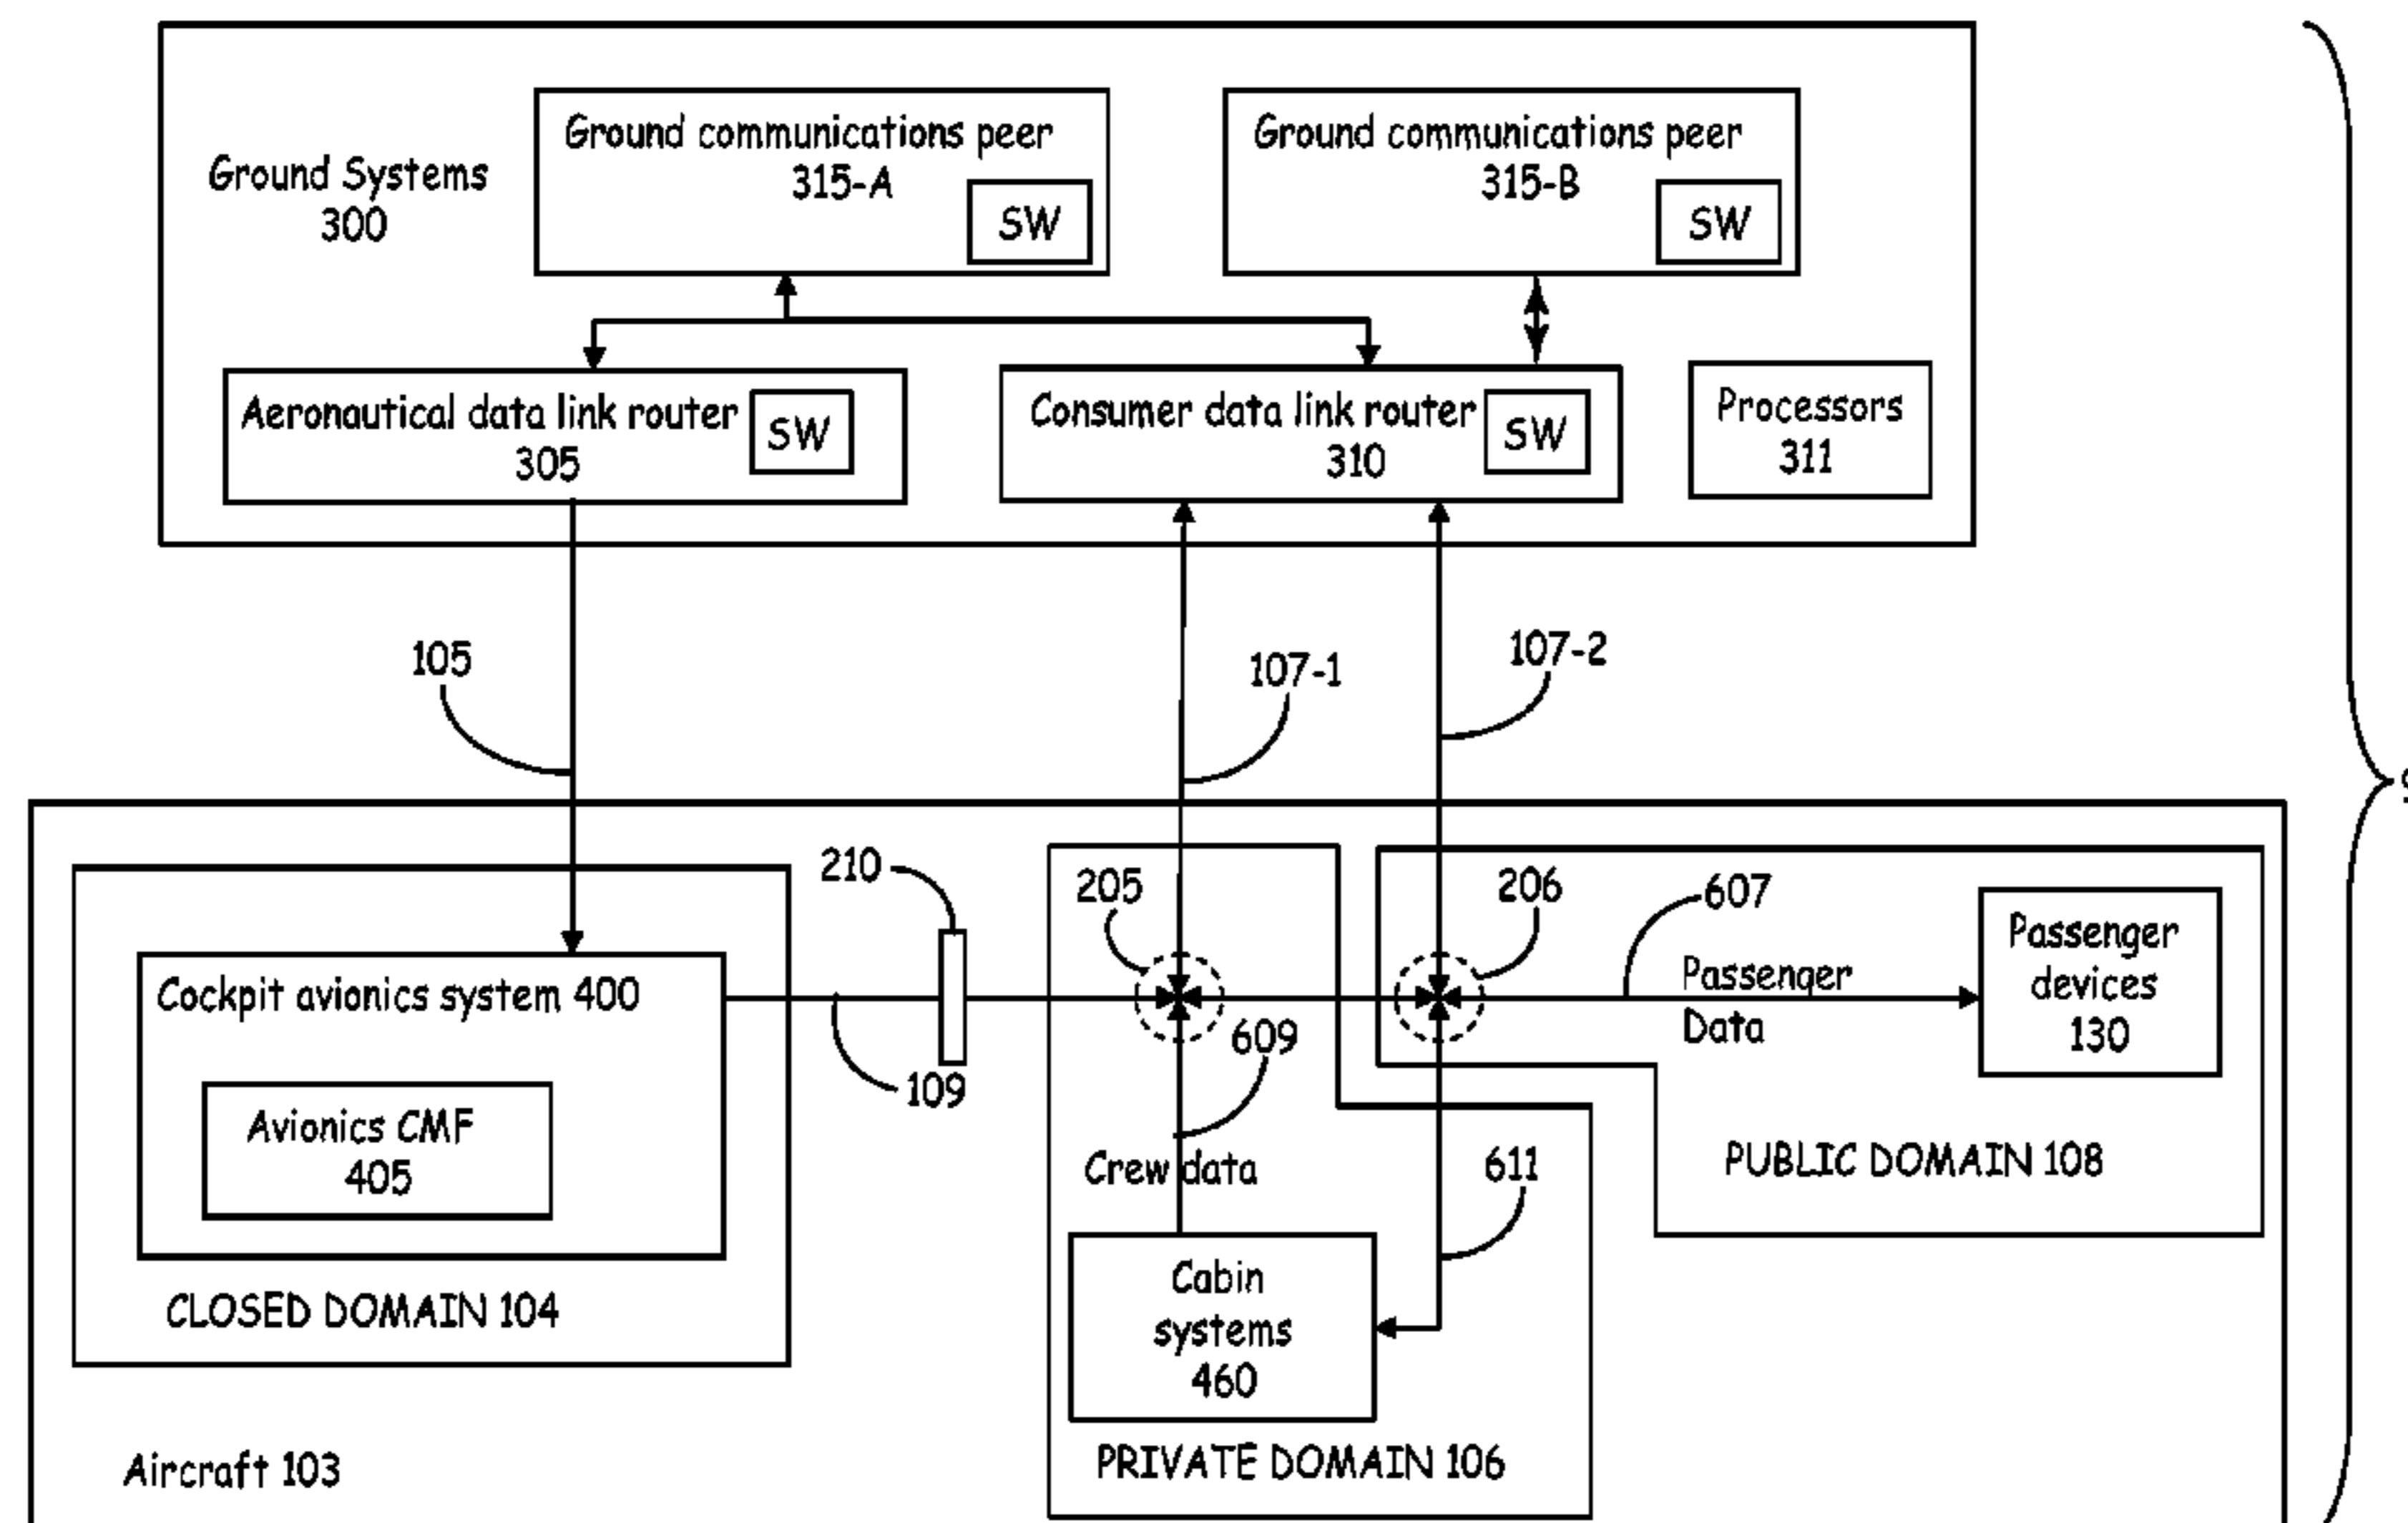 Ground Systems
300
Ground communications peer
315-A
SW
Ground communications peer
315-B
SW
Aeronautical data link router
305
SW
Consumer data link router
310
SW
Processors
311
105
107-1
107-2
210
109
205
206
607
609
611
Cockpit avionics system 400
Avionics CMF
405
CLOSED DOMAIN 104
Crew data
Cabin
systems
460
PRIVATE DOMAIN 106
Passenger
Data
Passenger
devices
130
PUBLIC DOMAIN 108
Aircraft 103